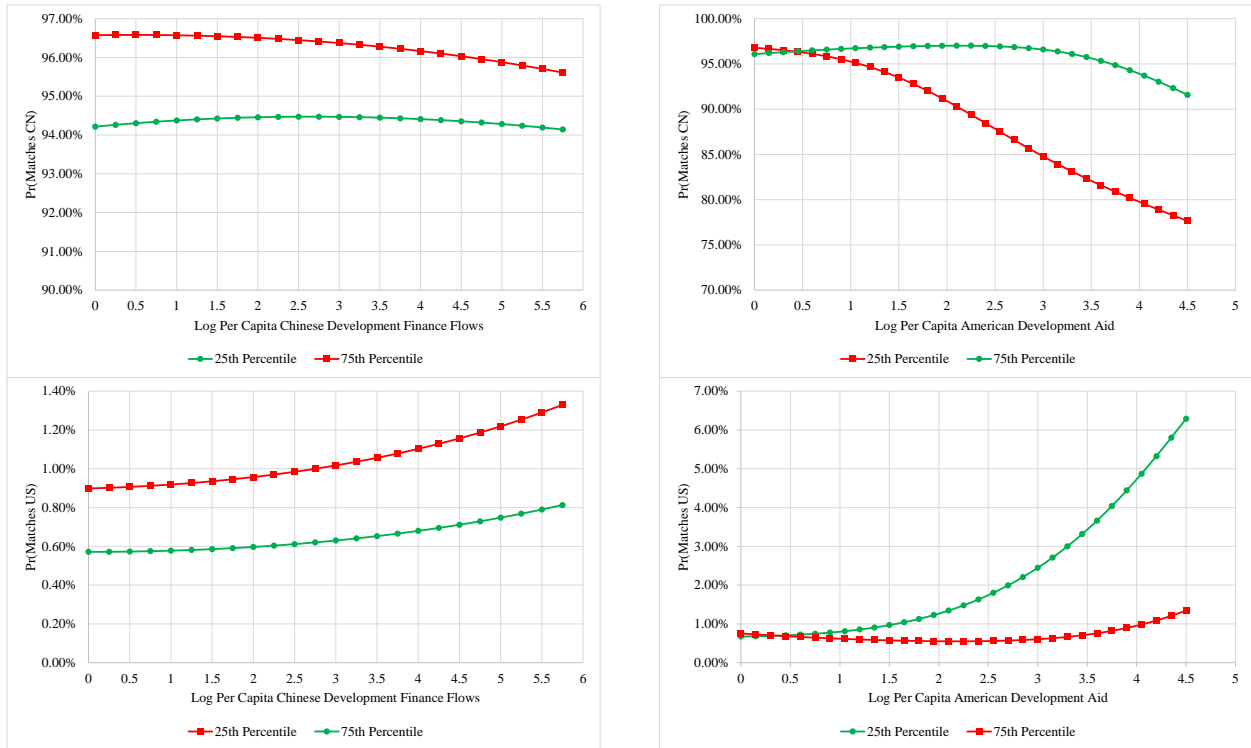 97.00%
96.00%
95.00%
94.00%
93.00%
92.00%
91.00%
90.00%
Pr(Matches CN)
0 0.5 1 1.5 2 2.5 3 3.5 4 4.5 5 5.5 6
Log Per Capita Chinese Development Finance Flows
25th Percentile 75th Percentile
100.00%
95.00%
90.00%
85.00%
80.00%
75.00%
70.00%
Pr(Matches CN)
0 0.5 1 1.5 2 2.5 3 3.5 4 4.5 5
Log Per Capita American Development Aid
25th Percentile 75th Percentile
1.40%
1.20%
1.00%
0.80%
0.60%
0.40%
0.20%
0.00%
Pr(Matches US)
0 0.5 1 1.5 2 2.5 3 3.5 4 4.5 5 5.5 6
Log Per Capita Chinese Development Finance Flows
25th Percentile 75th Percentile
7.00%
6.00%
5.00%
4.00%
3.00%
2.00%
1.00%
0.00%
Pr(Matches US)
0 0.5 1 1.5 2 2.5 3 3.5 4 4.5 5
Log Per Capita American Development Aid
25th Percentile 75th Percentile